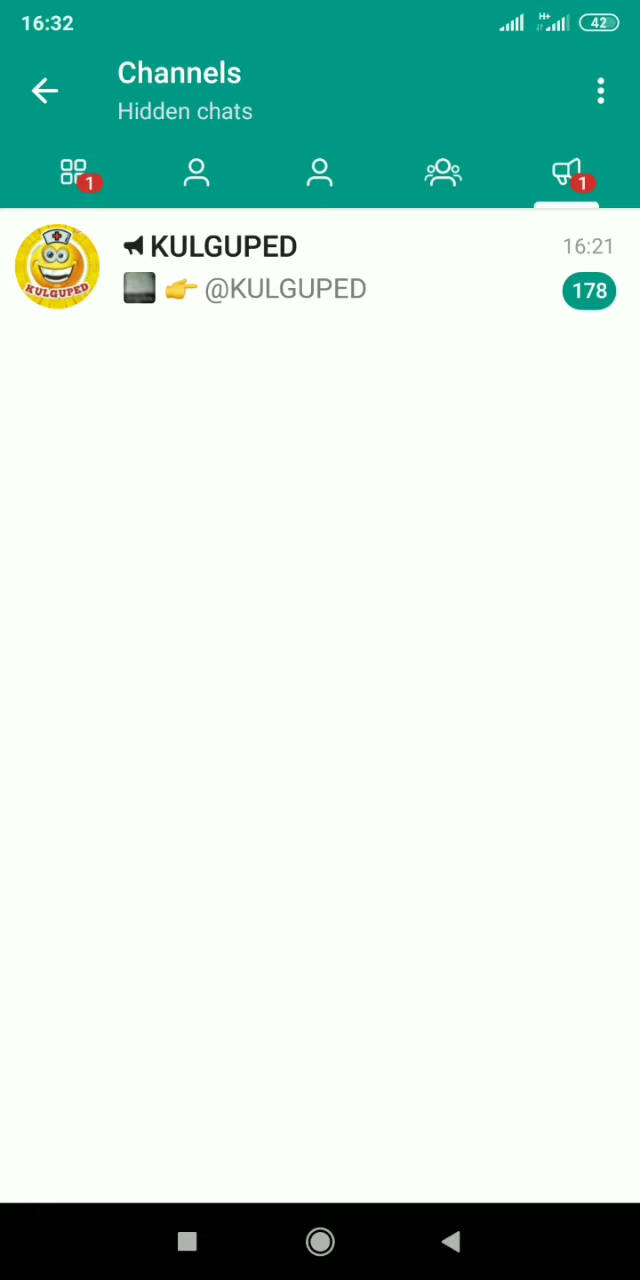 16:32
H+
42
Channels
Hidden chats
1
1
KULGUPED
16:21
KULGUPED
@KULGUPED
178